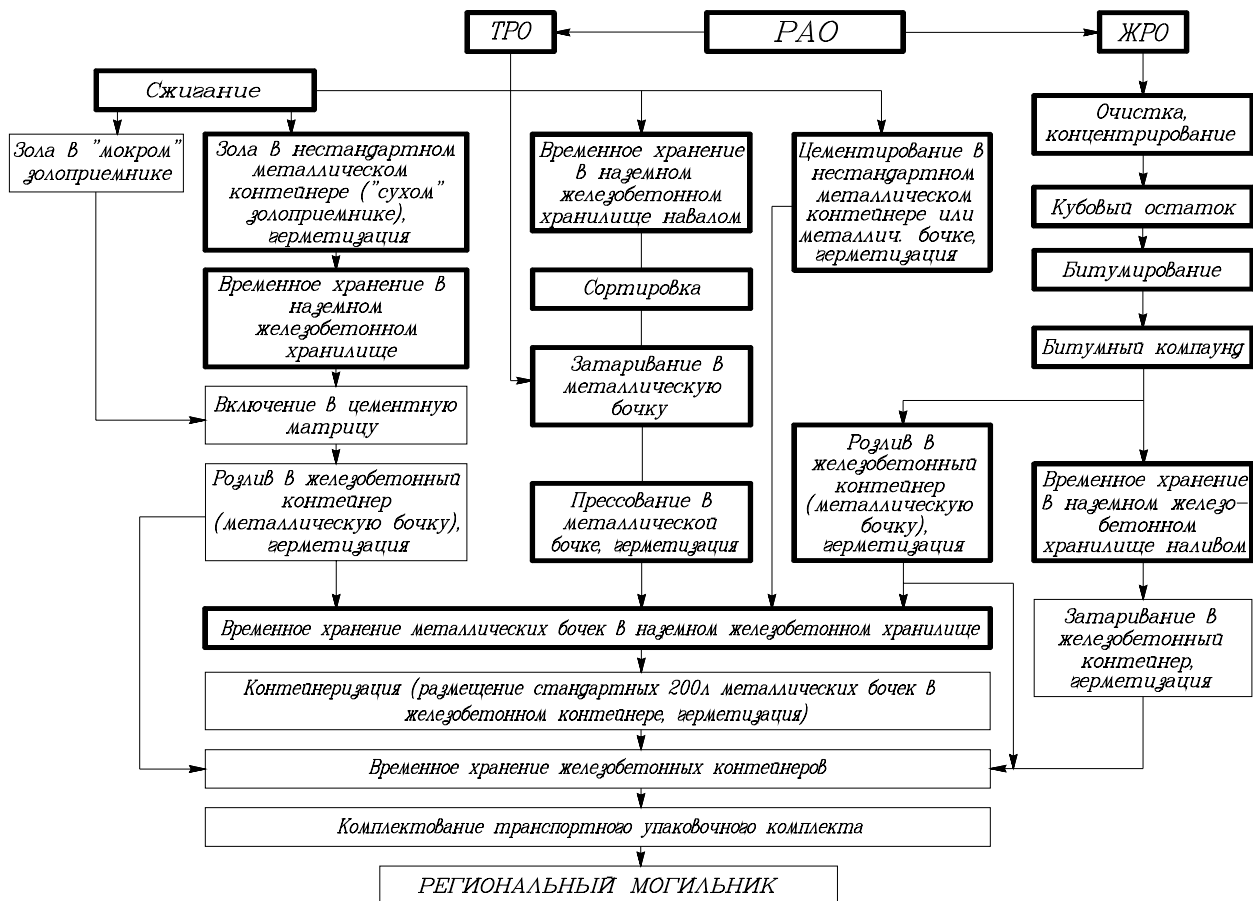 ТРО
РАО
ЖРО
Сжигание
Зола в "мокром"
золоприемнике
Зола в нестандартном
металлическом
контейнере ("сухом"
золоприемнике),
герметизация
Временное хранение
в наземном
железобетонном
хранилище навалом
Цементирование в
нестандартном
металлическом
контейнере или
металлич. бочке,
герметизация
Очистка,
концентрирование
Кубовый остаток
Временное хранение в
наземном
железобетонном
хранилище
Сортировка
Битумирование
Затаривание в
металлическую
бочку
Битумный компаунд
Включение в цементную
матрицу
Розлив в железобетонный
контейнер
(металлическую бочку),
герметизация
Прессование в
металлической
бочке, герметизация
Розлив в
железобетонный
контейнер
(металлическую
бочку),
герметизация
Временное хранение
в наземном железо-
бетонном
хранилище наливом
Временное хранение металлических бочек в наземном железобетонном хранилище
Затаривание в
железобетонный
контейнер,
герметизация
Контейнеризация (размещение стандартных 200л металлических бочек в
железобетонном контейнере, герметизация)
Временное хранение железобетонных контейнеров
Комплектование транспортного упаковочного комплекта
РЕГИОНАЛЬНЫЙ МОГИЛЬНИК